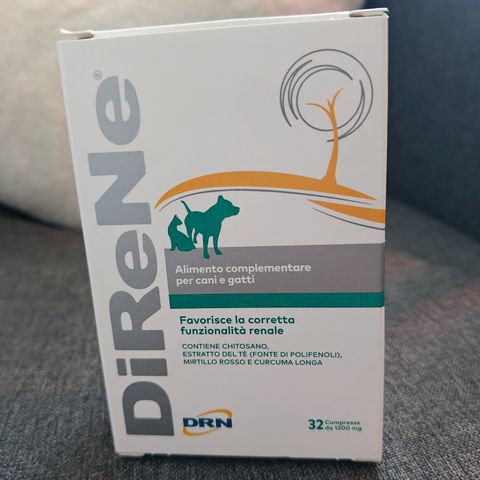 DiReNe®
Alimento complementare
per cani e gatti
Favorisce la corretta
funzionalità renale
CONTIENE CHITOSANO,
ESTRATTO DEL TÈ (FONTE DI POLIFENOLI),
MIRTILLO ROSSO E CURCUMA LONGA
DRN
32 Compresse
da 1200 mg